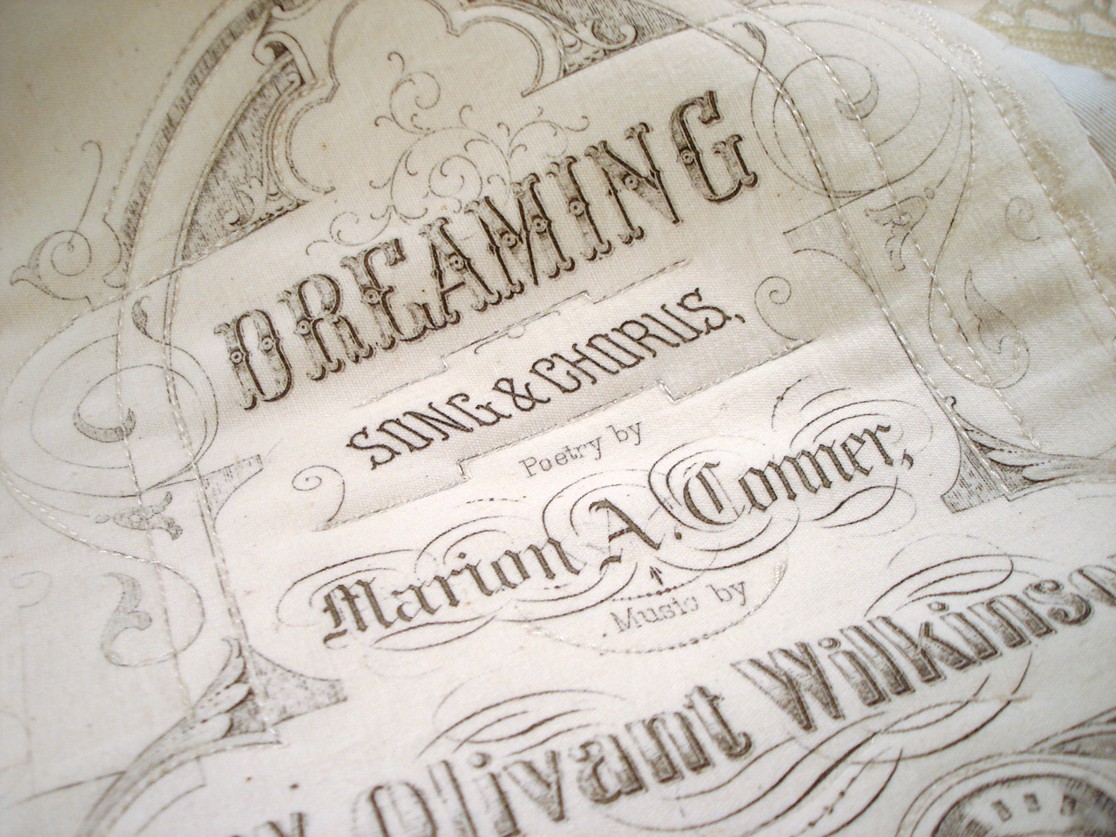 DREAMING
SONG & CHORUS,
Poetry by
Marion A. Conner,
Music by
Olivant Wilkinso